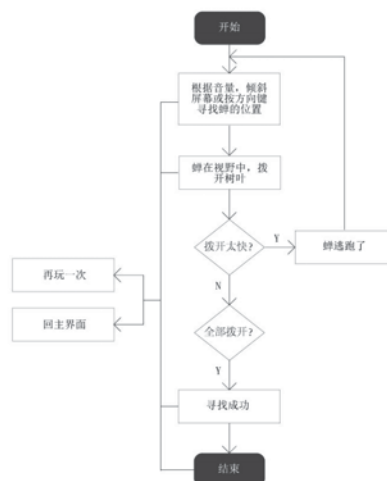 开始
根据音量，倾斜
屏幕或按方向键
寻找蝉的位置
蝉在视野中，拨
开树叶
拨开太快？
Y
蝉逃跑了
N
再玩一次
回主界面
全部拨开？
Y
寻找成功
结束